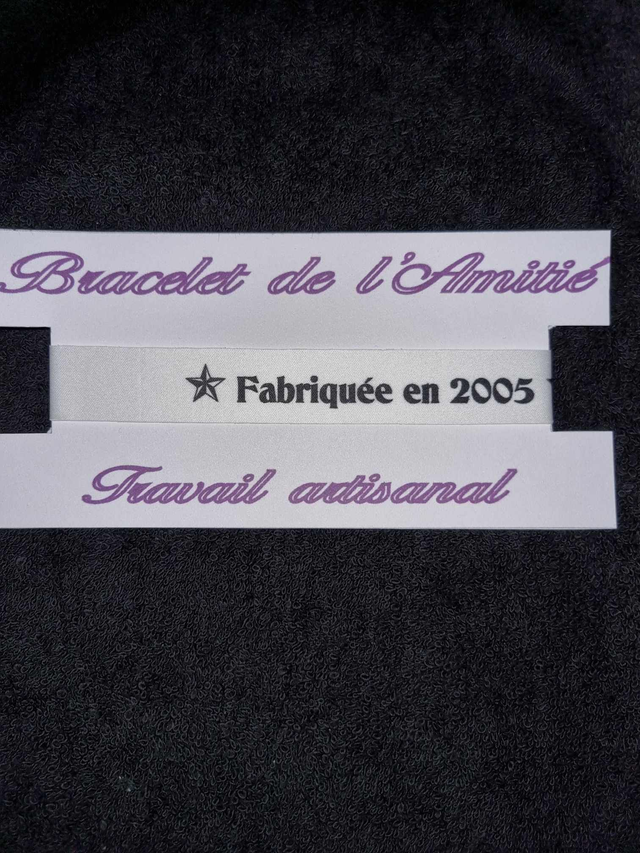 Bracelet de l'Amitié
Fabriquée en 2005
Travail artisanal